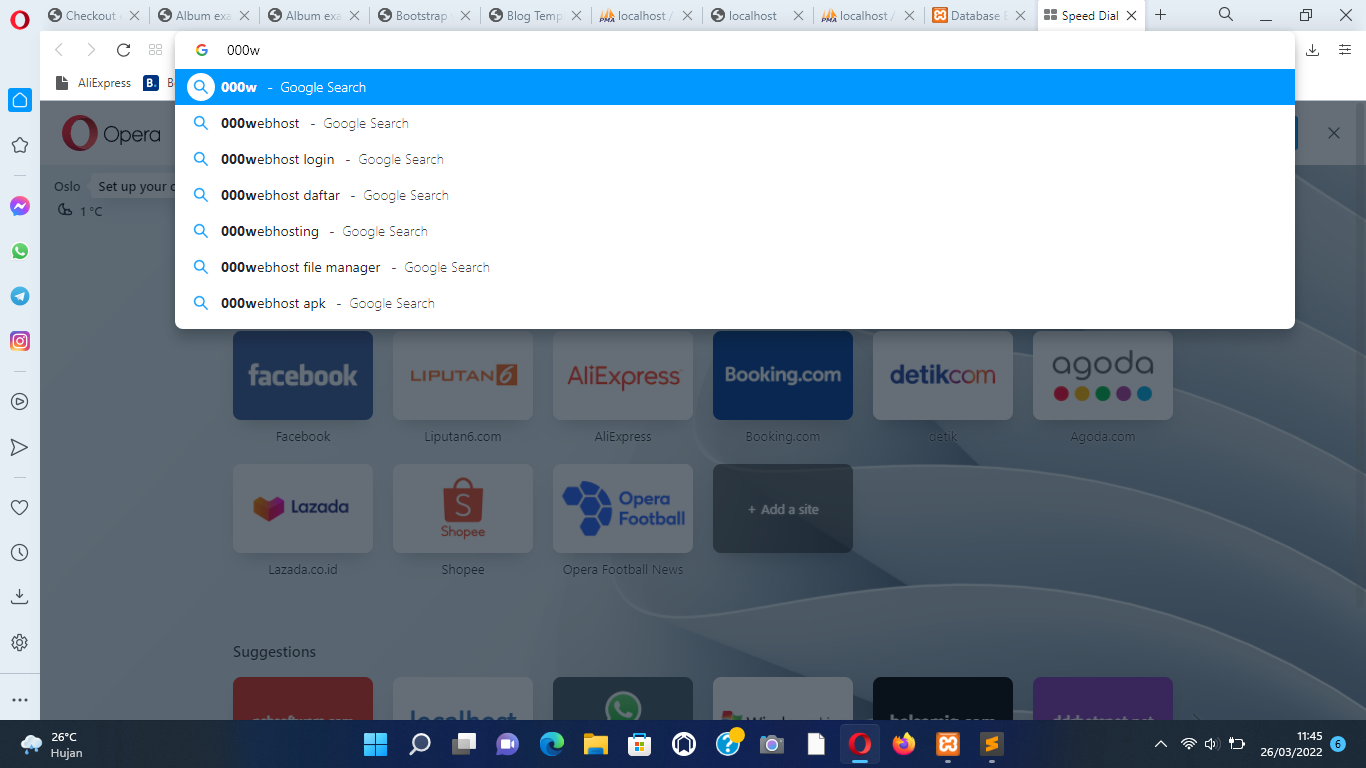 Checkout
Album exa
Album exa
Bootstrap
Blog Temp
localhost /
localhost
localhost /
Database E
Speed Dial
000w
AliExpress
B.
000w - Google Search
000webhost - Google Search
000webhost login - Google Search
000webhost daftar - Google Search
000webhosting - Google Search
000webhost file manager - Google Search
000webhost apk - Google Search
Opera
Oslo
Set up your
1 °C
facebook
LIPUTAN6
AliExpress
Booking.com
detikcom
agoda
Facebook
Liputan6.com
AliExpress
Booking.com
detik
Agoda.com
Lazada
Shopee
Opera
Football
+ Add a site
Lazada.co.id
Shopee
Opera Football News
Suggestions
localhost
26°C
Hujan
11:45
26/03/2022
6